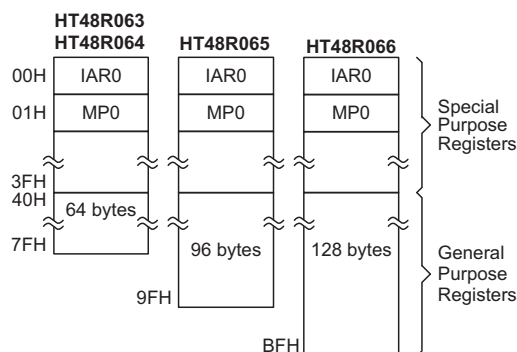 HT48R063
HT48R064
HT48R065
HT48R066
00H
IAR0
IAR0
IAR0
01H
MP0
MP0
MP0
Special
Purpose
Registers
3FH
40H
64 bytes
7FH
96 bytes
128 bytes
General
Purpose
Registers
9FH
BFH